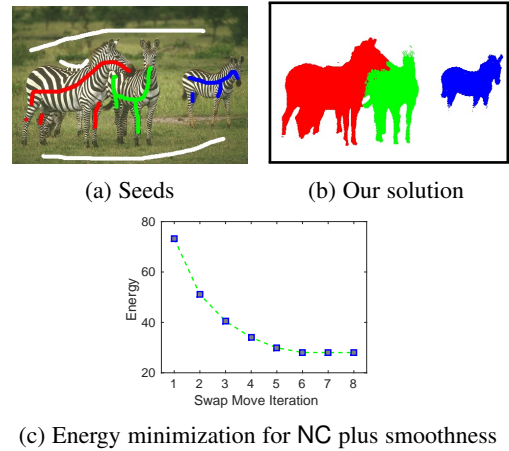 (a) Seeds
(b) Our solution
80
60
40
20
Energy
1 2 3 4 5 6 7 8
Swap Move Iteration
(c) Energy minimization for NC plus smoothness